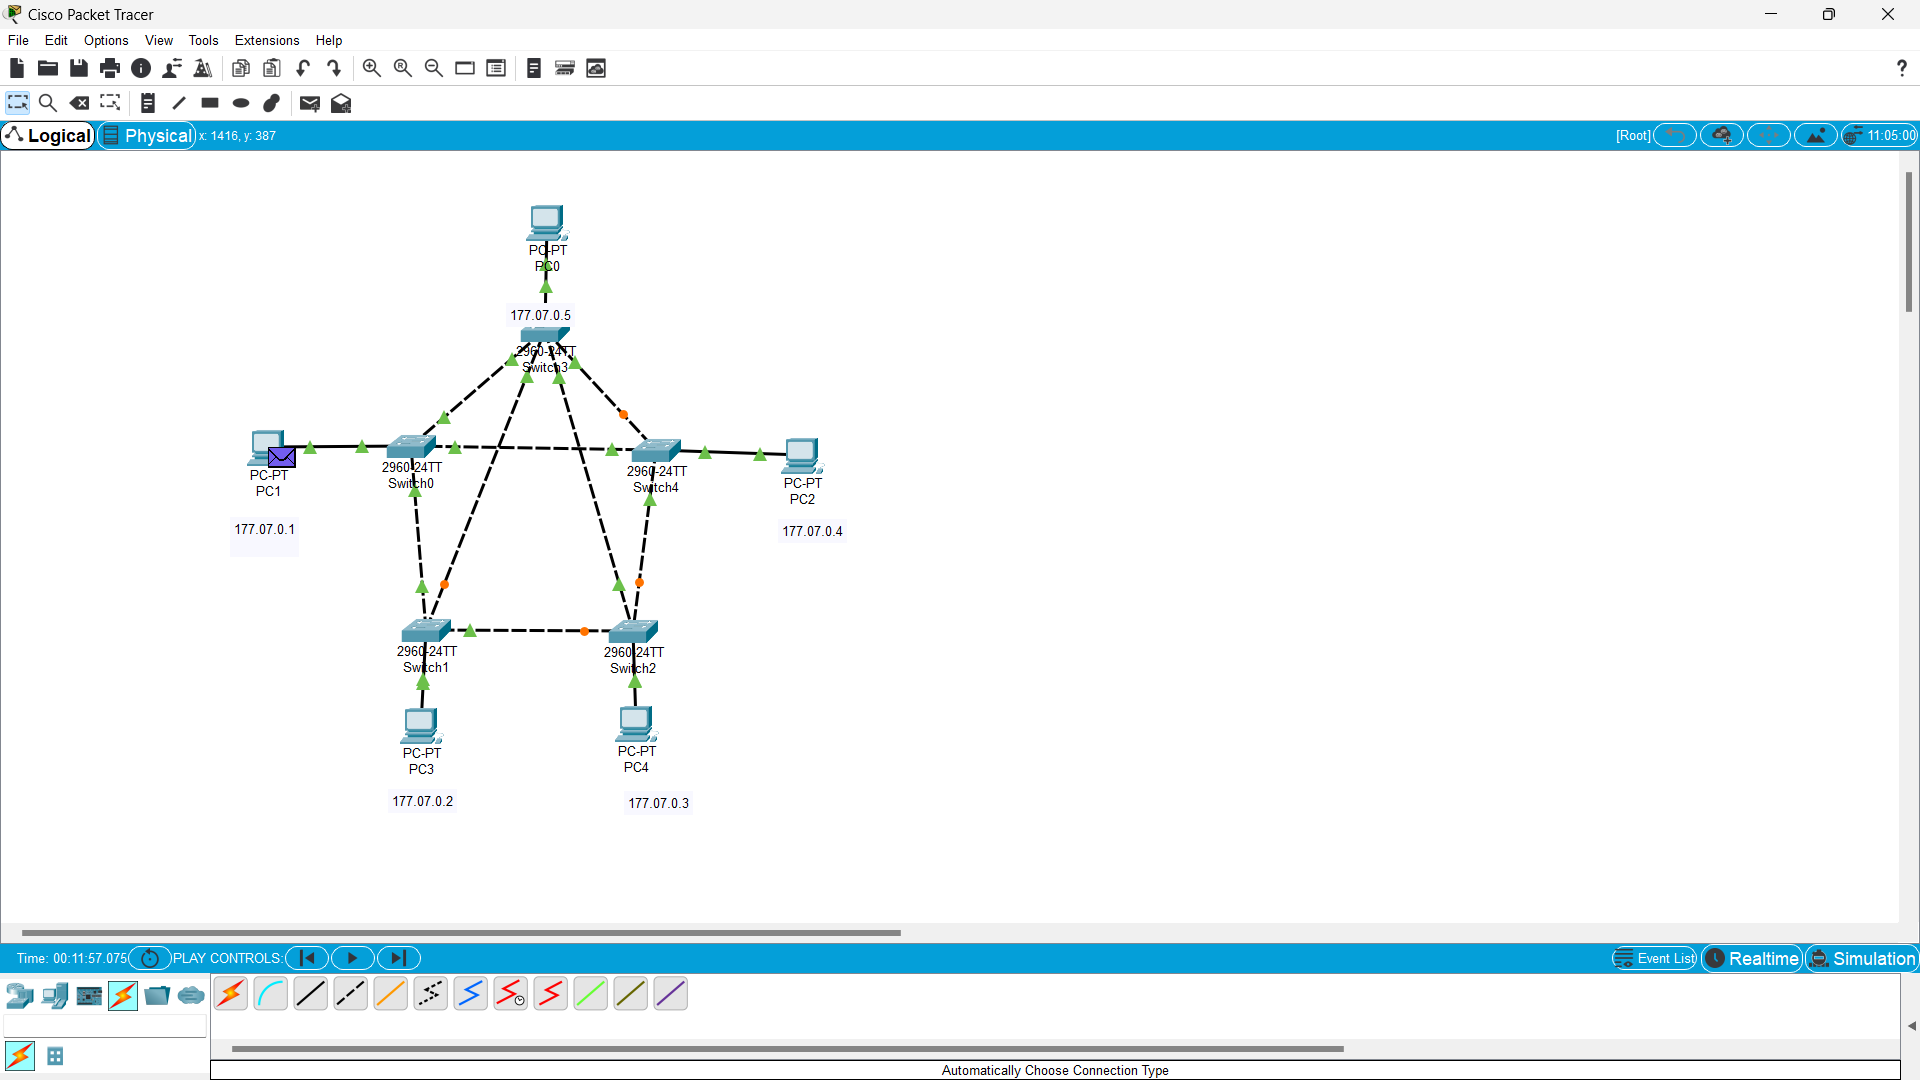 Cisco Packet Tracer
File Edit Options View Tools Extensions Help
?
Logical Physical x: 1416, y: 387 [Root] 11:05:00
PC-PT
PC0
177.07.0.5
2960-24TT
Switch3
PC-PT
PC1
177.07.0.1
2960-24TT
Switch0
2960-24TT
Switch4
PC-PT
PC2
177.07.0.4
2960-24TT
Switch1
2960-24TT
Switch2
PC-PT
PC3
177.07.0.2
PC-PT
PC4
177.07.0.3
Time: 00:11:57.075 PLAY CONTROLS: Event List Realtime Simulation
Automatically Choose Connection Type